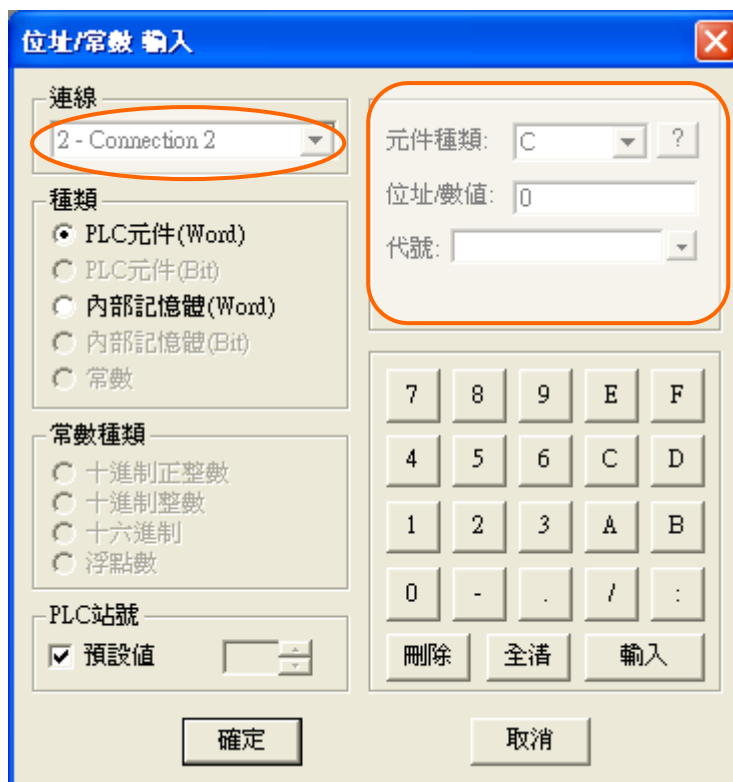 位址/常數 輸入
連線
2 - Connection 2
種類
PLC元件(Word)
PLC元件(Bit)
內部記憶體(Word)
內部記憶體(Bit)
常數
常數種類
十進制正整數
十進制整數
十六進制
浮點數
PLC站號
預設值
元件種類: C ?
位址/數值: 0
代號:
7 8 9 E F
4 5 6 C D
1 2 3 A B
0 - . / :
刪除 全清 輸入
確定 取消